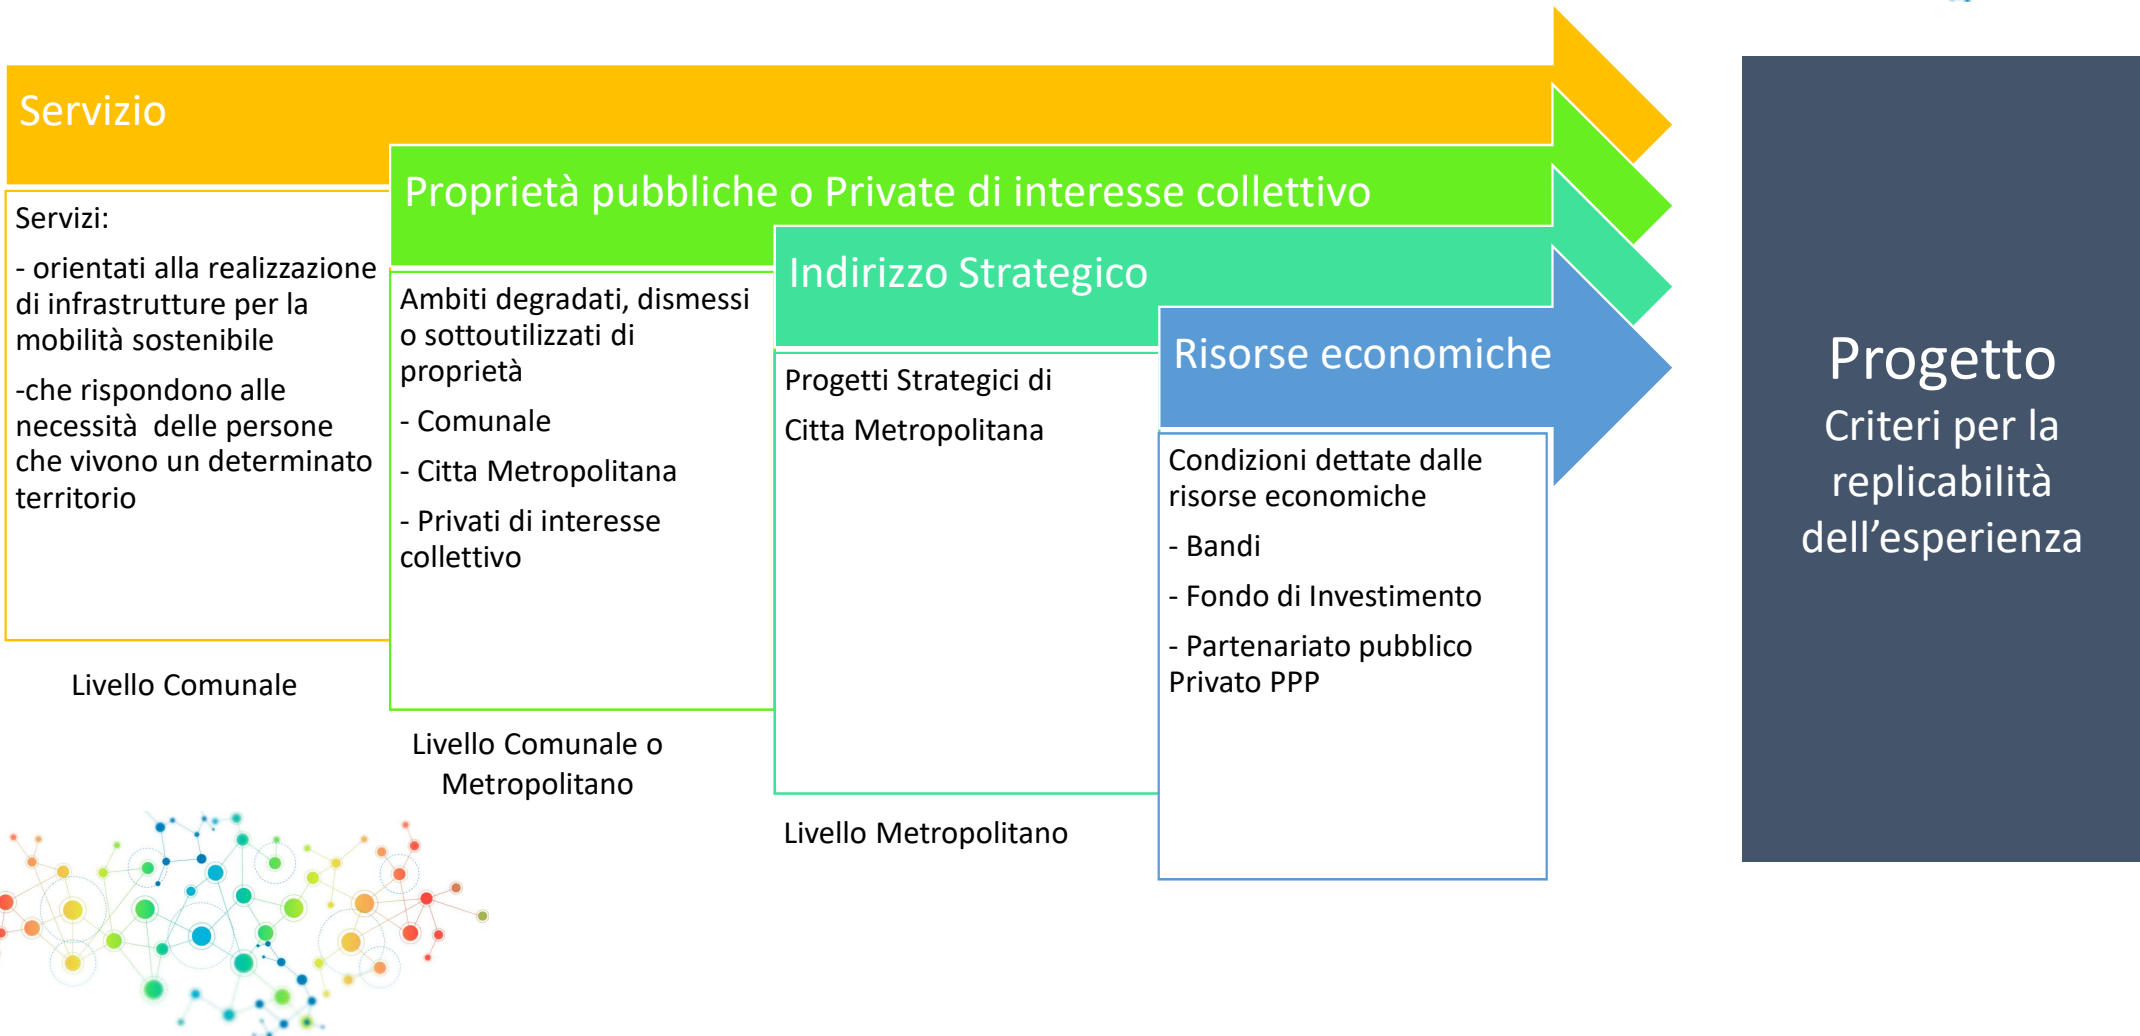 Servizio
Servizi:
- orientati alla realizzazione
di infrastrutture per la
mobilità sostenibile
-che rispondono alle
necessità  delle persone
che vivono un determinato
territorio
Livello Comunale
Proprietà pubbliche o Private di interesse collettivo
Ambiti degradati, dismessi
o sottoutilizzati di
proprietà
- Comunale
- Citta Metropolitana
- Privati di interesse
collettivo
Livello Comunale o
Metropolitano
Indirizzo Strategico
Progetti Strategici di
Citta Metropolitana
Livello Metropolitano
Risorse economiche
Condizioni dettate dalle
risorse economiche
- Bandi
- Fondo di Investimento
- Partenariato pubblico
Privato PPP
Progetto
Criteri per la
replicabilità
dell’esperienza